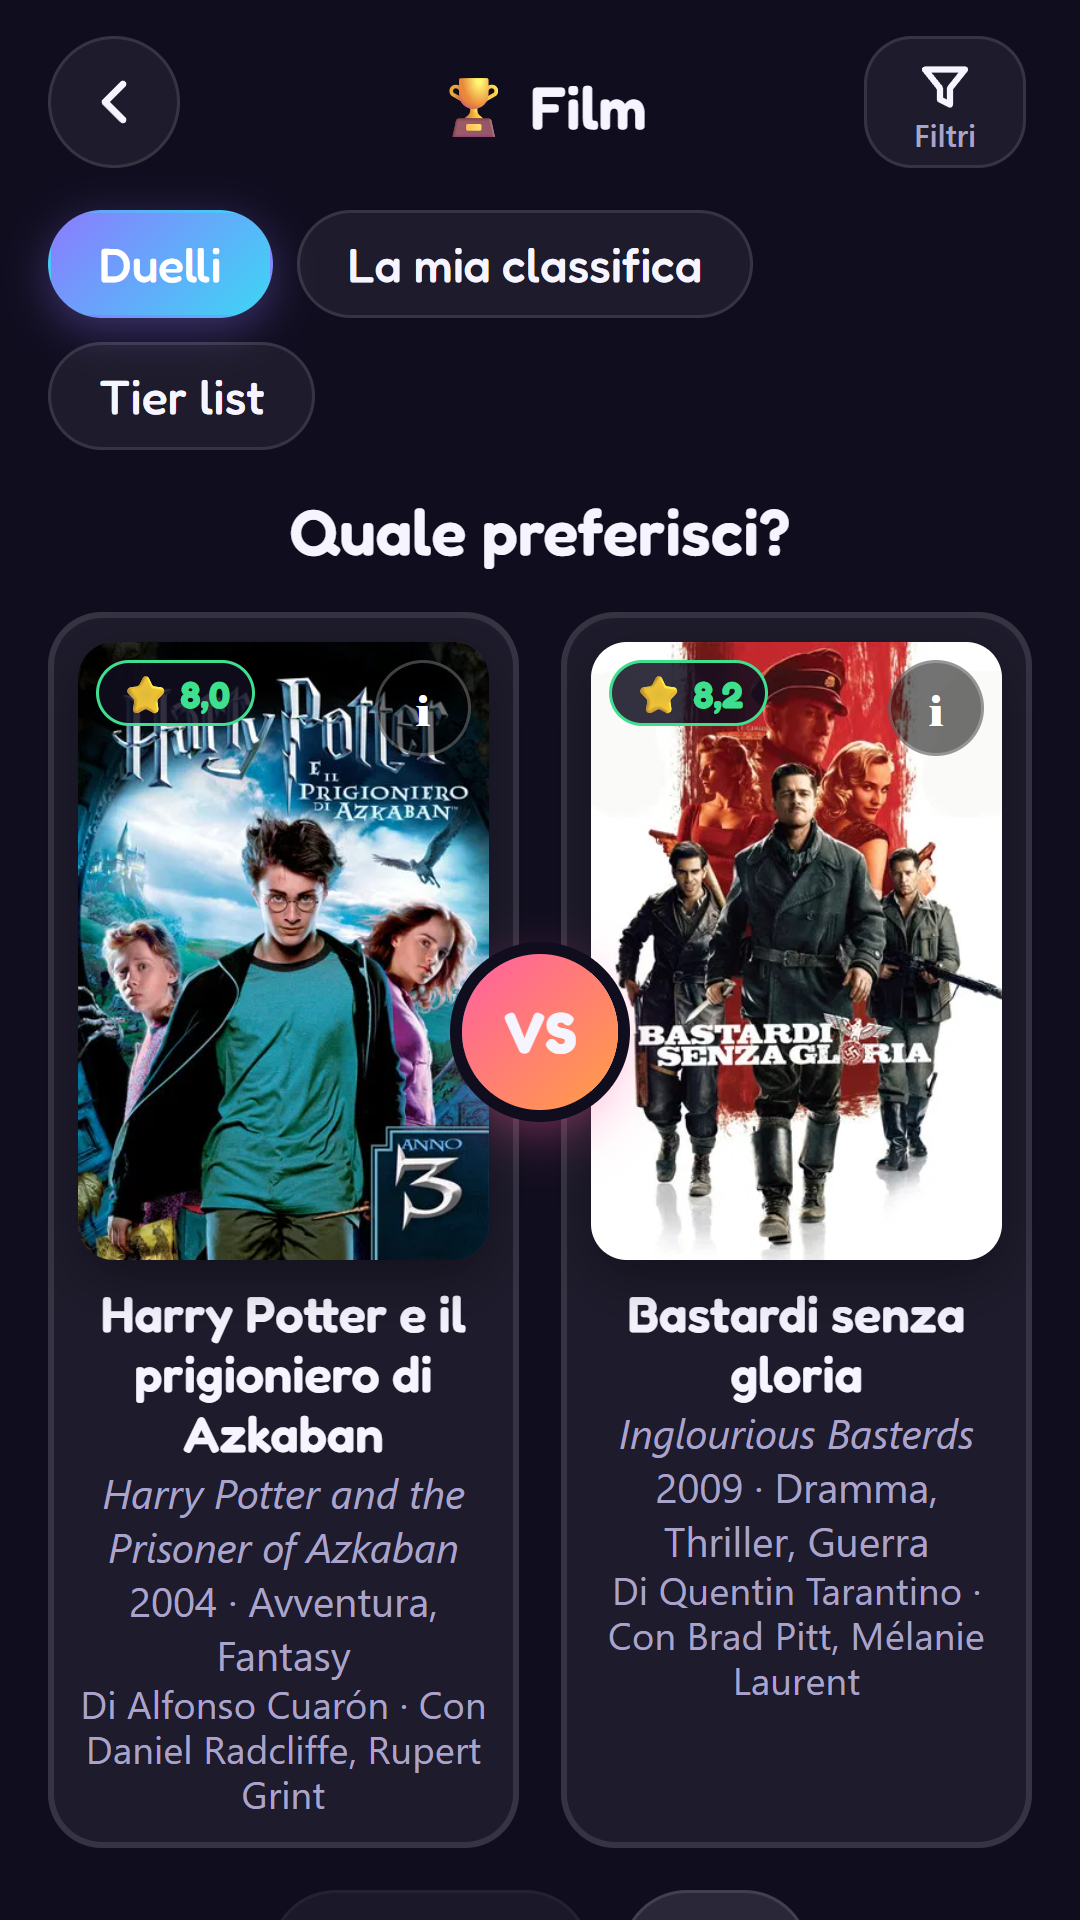 Film
Filtri
Duelli
La mia classifica
Tier list
Quale preferisci?
8,0
i
Harry Potter
E IL
PRIGIONIERO
DI AZKABAN™
ANNO
3
8,2
i
BASTARDI
SENZA GLORIA
VS
Harry Potter e il
prigioniero di
Azkaban
Harry Potter and the
Prisoner of Azkaban
2004 · Avventura,
Fantasy
Di Alfonso Cuarón · Con
Daniel Radcliffe, Rupert
Grint
Bastardi senza
gloria
Inglourious Basterds
2009 · Dramma,
Thriller, Guerra
Di Quentin Tarantino ·
Con Brad Pitt, Mélanie
Laurent